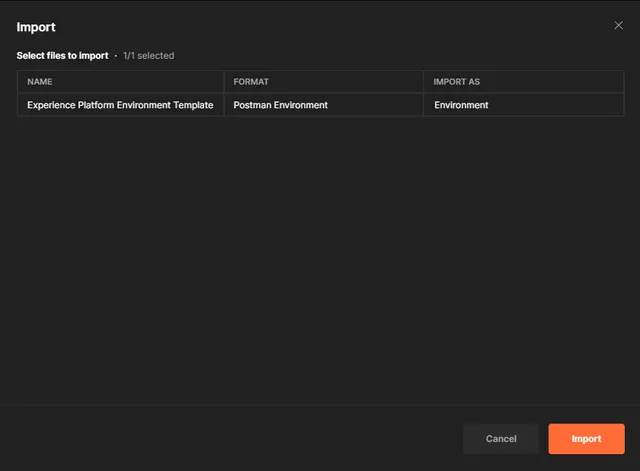 Import
Select files to import · 1/1 selected
NAME FORMAT IMPORT AS
Experience Platform Environment Template Postman Environment Environment
Cancel Import